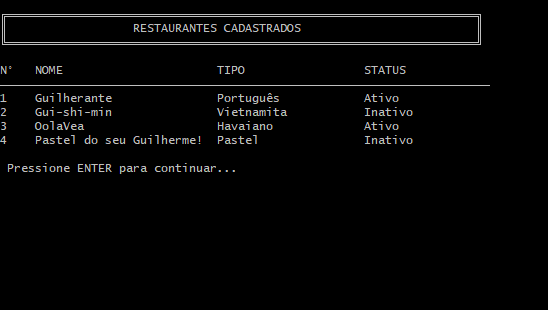 RESTAURANTES CADASTRADOS
N° NOME TIPO STATUS
1 Guilherante Português Ativo
2 Gui-shi-min Vietnamita Inativo
3 OolaVea Havaiano Ativo
4 Pastel do seu Guilherme! Pastel Inativo
Pressione ENTER para continuar...